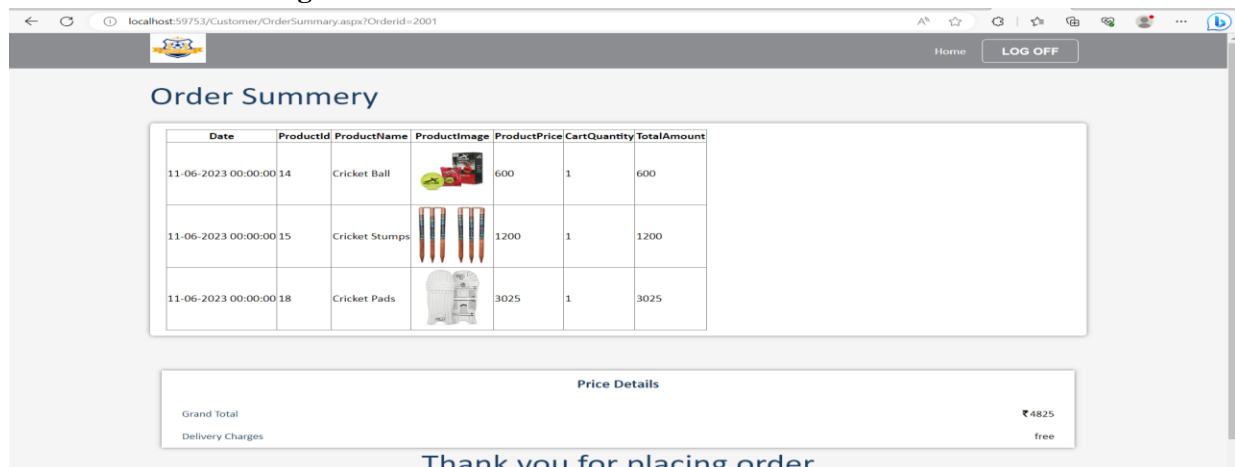 localhost:59753/Customer/OrderSummary.aspx?Orderid=2001
Home LOG OFF
Order Summery
Date ProductId ProductName ProductImage ProductPrice CartQuantity TotalAmount
11-06-2023 00:00:00 14 Cricket Ball 600 1 600
11-06-2023 00:00:00 15 Cricket Stumps 1200 1 1200
11-06-2023 00:00:00 18 Cricket Pads 3025 1 3025
Price Details
Grand Total ₹ 4825
Delivery Charges free
Thank you for placing order